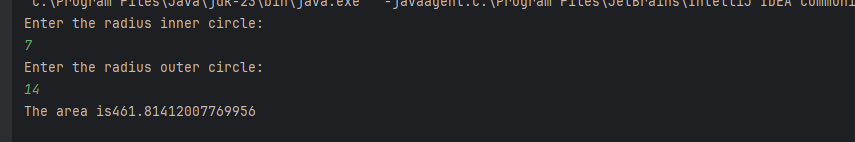 C:\Program Files\Java\jdk-23\bin\java.exe" "-javaagent:C:\Program Files\JetBrains\IntelliJ IDEA Communi
Enter the radius inner circle:
7
Enter the radius outer circle:
14
The area is461.81412007769956